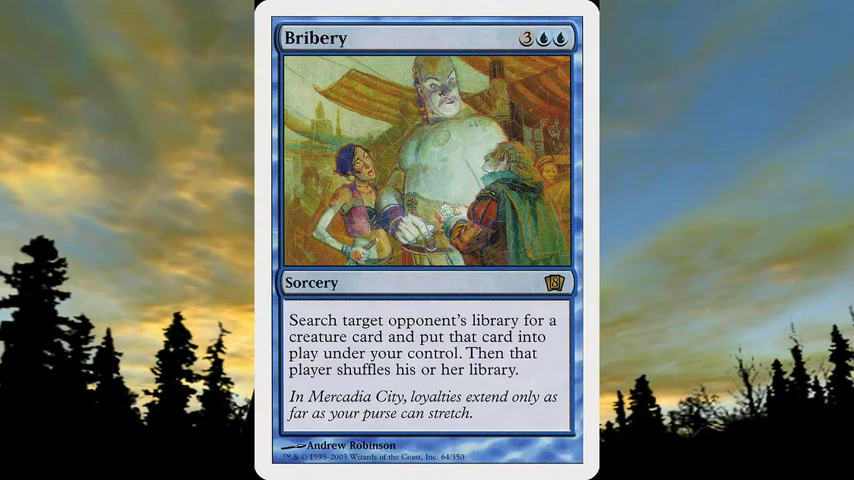 Bribery 3
Sorcery 8
Search target opponent's library for a
creature card and put that card into
play under your control. Then that
player shuffles his or her library.
In Mercadia City, loyalties extend only as
far as your purse can stretch.
Andrew Robinson
™ & © 1993–2003 Wizards of the Coast, Inc. 64/350